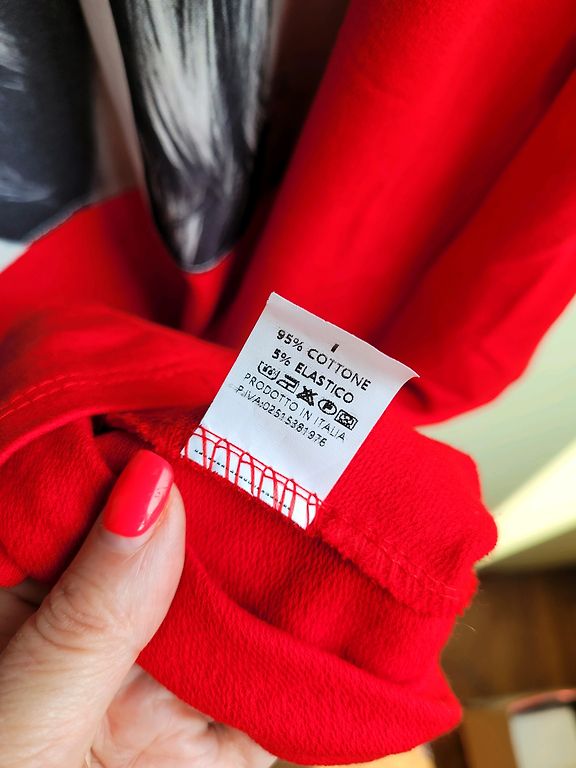 95% COTTONE
5% ELASTICO
PRODOTTO IN ITALIA
P.IVA:02515381976